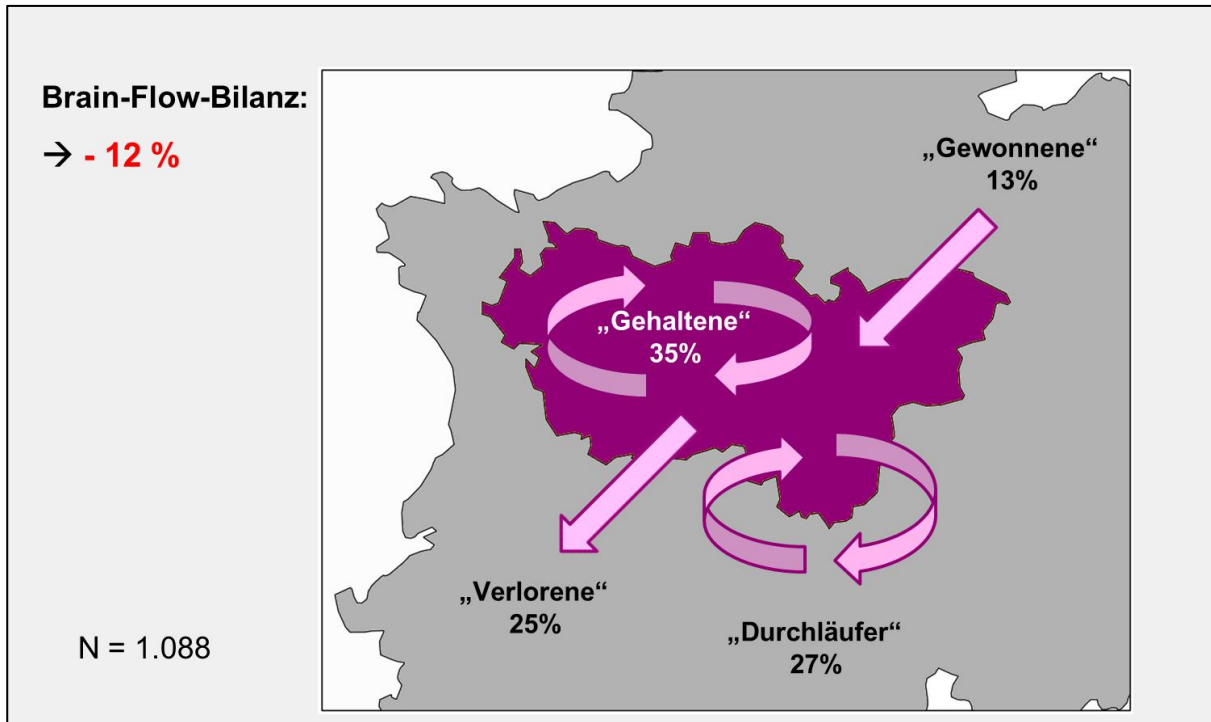 Brain-Flow-Bilanz:
→ - 12 %
„Gewonnene“
13%
„Gehaltene“
35%
„Verlorene“
25%
„Durchläufer“
27%
N = 1.088